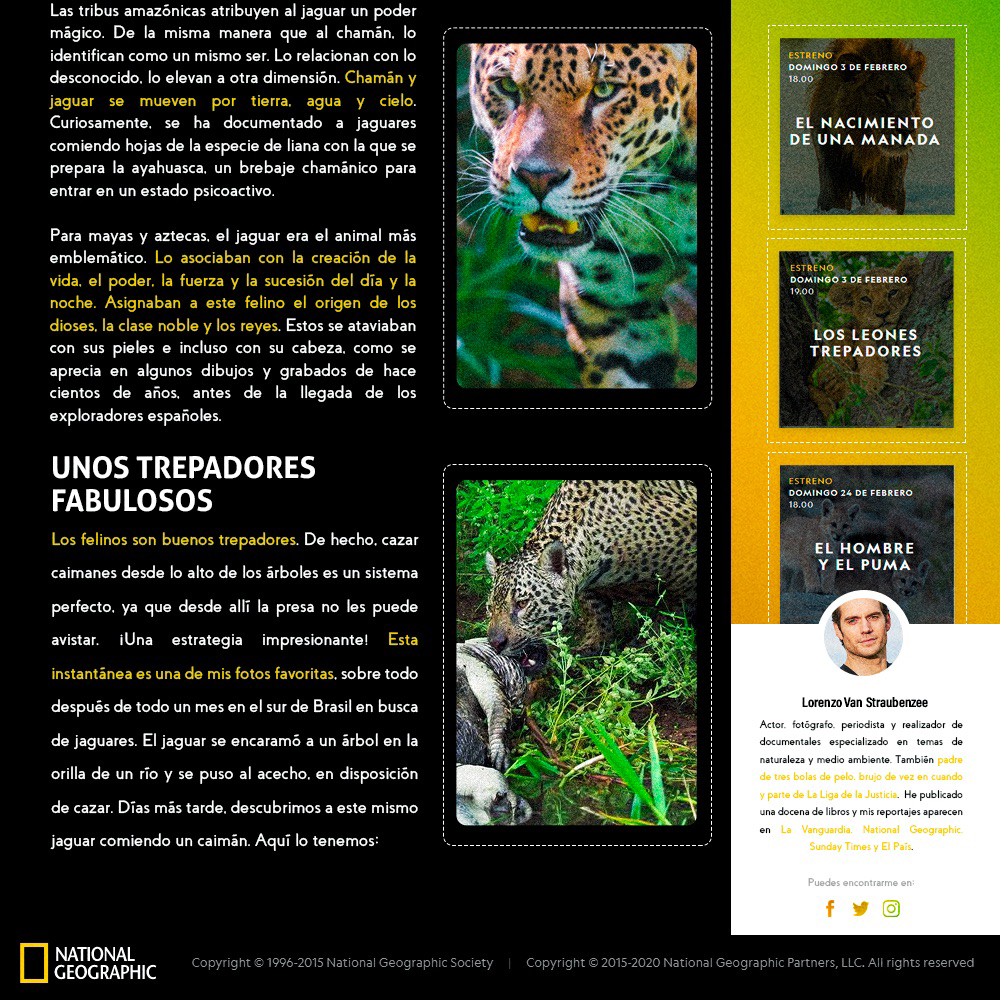 Las tribus amazónicas atribuyen al jaguar un poder
mágico. De la misma manera que al chamán, lo
identifican como un mismo ser. Lo relacionan con lo
desconocido, lo elevan a otra dimensión. Chamán y
jaguar se mueven por tierra, agua y cielo.
Curiosamente, se ha documentado a jaguares
comiendo hojas de la especie de liana con la que se
prepara la ayahuasca, un brebaje chamánico para
entrar en un estado psicoactivo.
Para mayas y aztecas, el jaguar era el animal más
emblemático. Lo asociaban con la creación de la
vida, el poder, la fuerza y la sucesión del día y la
noche. Asignaban a este felino el origen de los
dioses, la clase noble y los reyes. Estos se ataviaban
con sus pieles e incluso con su cabeza, como se
aprecia en algunos dibujos y grabados de hace
cientos de años, antes de la llegada de los
exploradores españoles.
UNOS TREPADORES
FABULOSOS
Los felinos son buenos trepadores. De hecho, cazar
caimanes desde lo alto de los árboles es un sistema
perfecto, ya que desde allí la presa no les puede
avistar. ¡Una estrategia impresionante! Esta
instantánea es una de mis fotos favoritas, sobre todo
después de todo un mes en el sur de Brasil en busca
de jaguares. El jaguar se encaramó a un árbol en la
orilla de un río y se puso al acecho, en disposición
de cazar. Días más tarde, descubrimos a este mismo
jaguar comiendo un caimán. Aquí lo tenemos:
ESTRENO
DOMINGO 3 DE FEBRERO
18.00
EL NACIMIENTO
DE UNA MANADA
ESTRENO
DOMINGO 3 DE FEBRERO
19.00
LOS LEONES
TREPADORES
ESTRENO
DOMINGO 24 DE FEBRERO
18.00
EL HOMBRE
Y EL PUMA
Lorenzo Van Straubenzee
Actor, fotógrafo, periodista y realizador de
documentales especializado en temas de
naturaleza y medio ambiente. También padre
de tres bolas de pelo, brujo de vez en cuando
y parte de La Liga de la Justicia. He publicado
una docena de libros y mis reportajes aparecen
en La Vanguardia, National Geographic,
Sunday Times y El País.
Puedes encontrarme en:
NATIONAL
GEOGRAPHIC
Copyright © 1996-2015 National Geographic Society | Copyright © 2015-2020 National Geographic Partners, LLC. All rights reserved